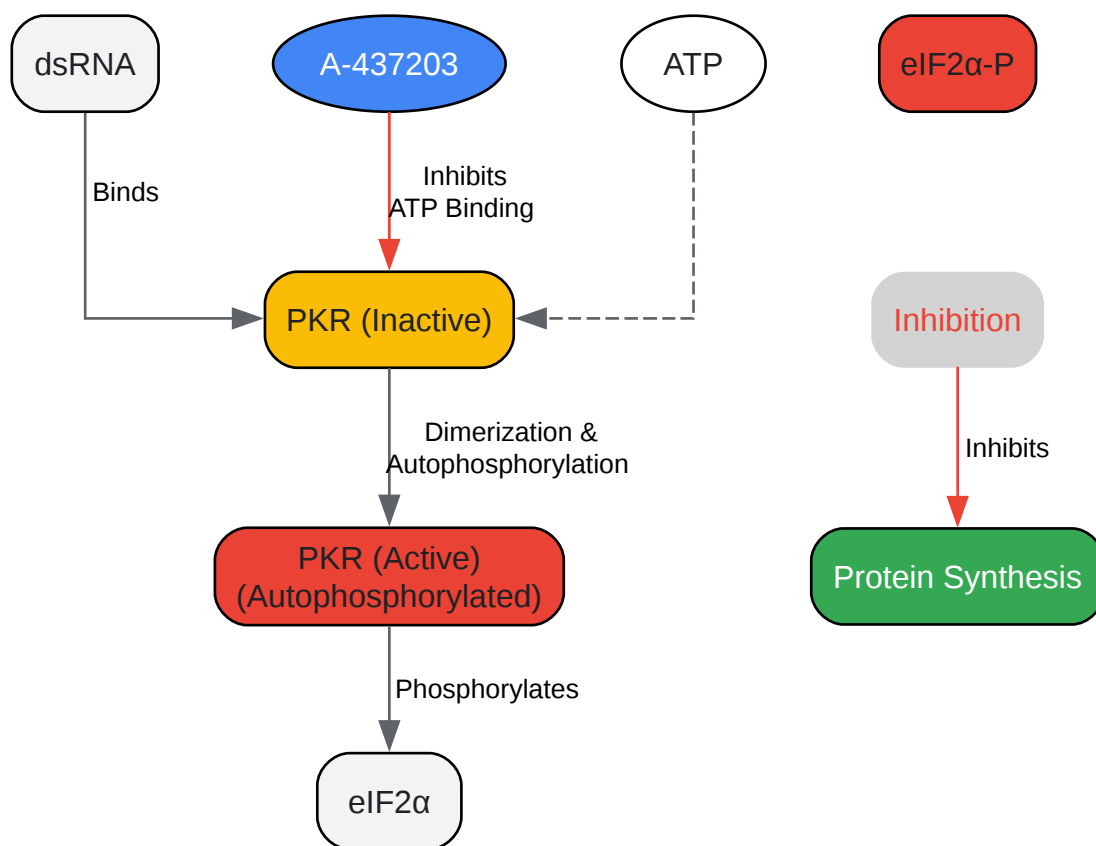 dsRNA
A-437203
ATP
eIF2α-P
Binds
Inhibits
ATP Binding
PKR (Inactive)
Inhibition
Dimerization &
Autophosphorylation
Inhibits
PKR (Active)
(Autophosphorylated)
Protein Synthesis
Phosphorylates
eIF2α